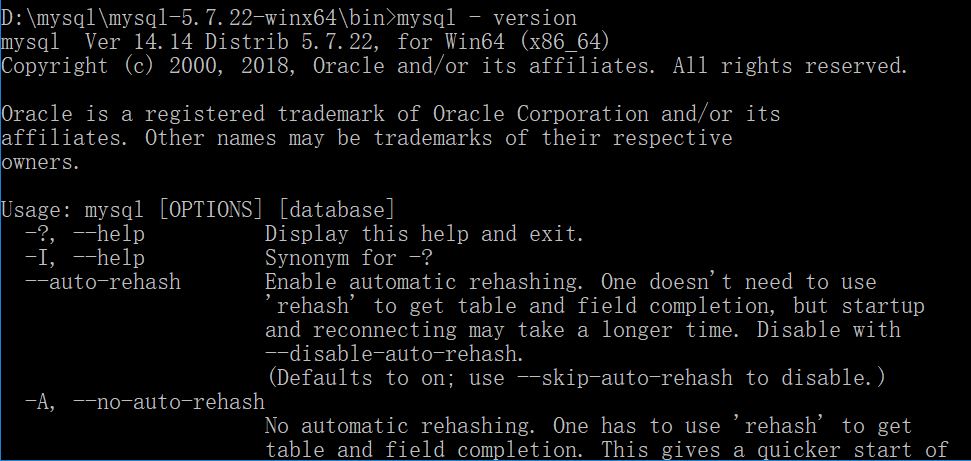 D:\mysql\mysql-5.7.22-winx64\bin>mysql - version
mysql  Ver 14.14 Distrib 5.7.22, for Win64 (x86_64)
Copyright (c) 2000, 2018, Oracle and/or its affiliates. All rights reserved.

Oracle is a registered trademark of Oracle Corporation and/or its
affiliates. Other names may be trademarks of their respective
owners.

Usage: mysql [OPTIONS] [database]
  -?, --help          Display this help and exit.
  -I, --help          Synonym for -?
  --auto-rehash       Enable automatic rehashing. One doesn't need to use
                      'rehash' to get table and field completion, but startup
                      and reconnecting may take a longer time. Disable with
                      --disable-auto-rehash.
                      (Defaults to on; use --skip-auto-rehash to disable.)
  -A, --no-auto-rehash
                      No automatic rehashing. One has to use 'rehash' to get
                      table and field completion. This gives a quicker start of